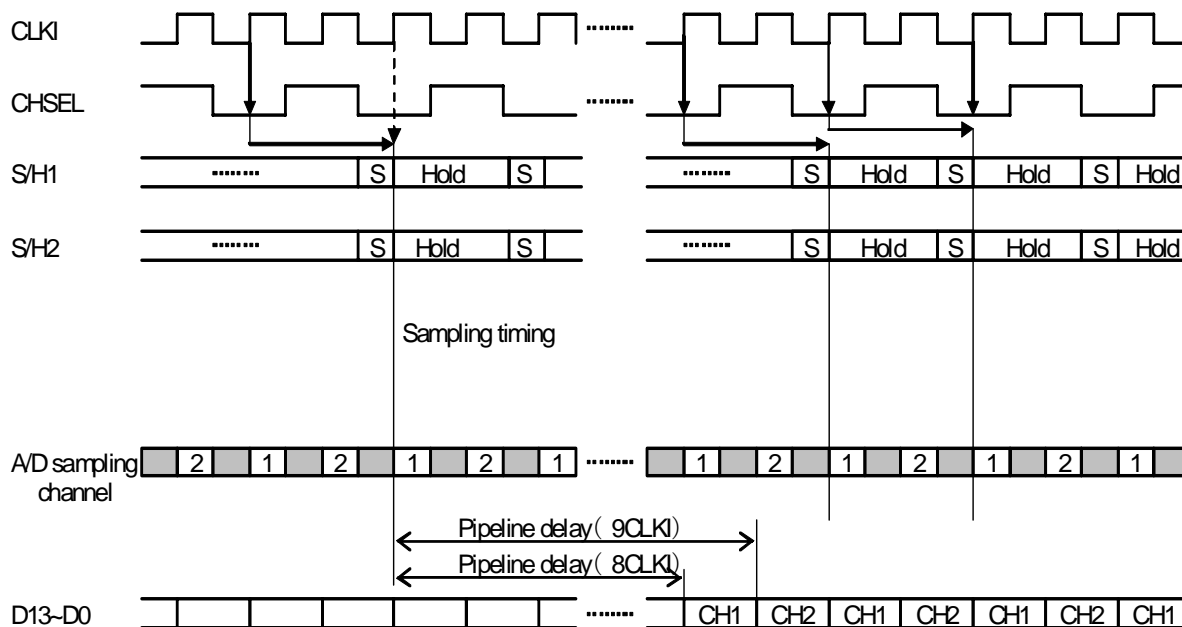 CLKI
CHSEL
S/H1 S Hold S S Hold S Hold S Hold
S/H2 S Hold S S Hold S Hold S Hold
Sampling timing
A/D sampling channel 2 1 2 1 2 1 1 2 1 2 1 2 1
Pipeline delay( 9CLKI)
Pipeline delay( 8CLKI)
D13~D0 CH1 CH2 CH1 CH2 CH1 CH2 CH1